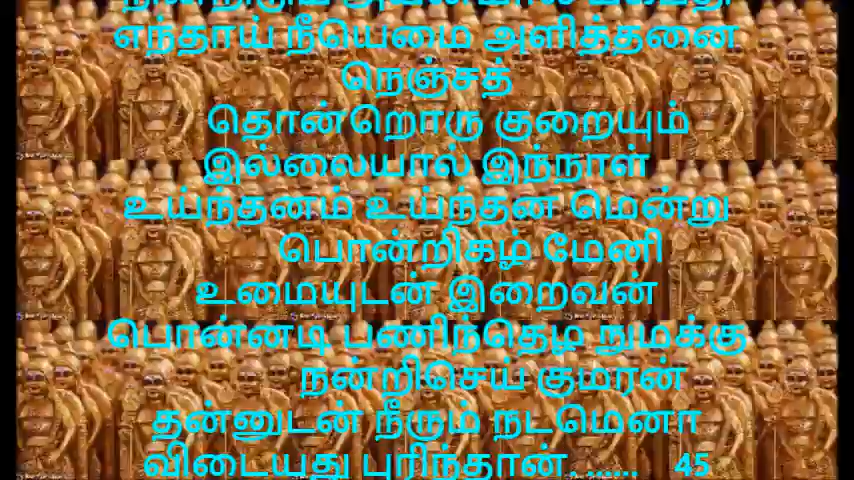 எந்தாய் நீயெமை அளித்தனை
நெஞ்சத்
தொன்றொரு குறையும்
இல்லையால் இந்நாள்
உய்ந்தனம் உய்ந்தன மென்று
பொன்றிகழ் மேனி
உமையுடன் இறைவன்
பொன்னடி பணிந்தெழ நுமக்கு
நன்றிசெய் குமரன்
தன்னுடன் நீரும் நடமெனா
விடையது புரிந்தான். ...... 45